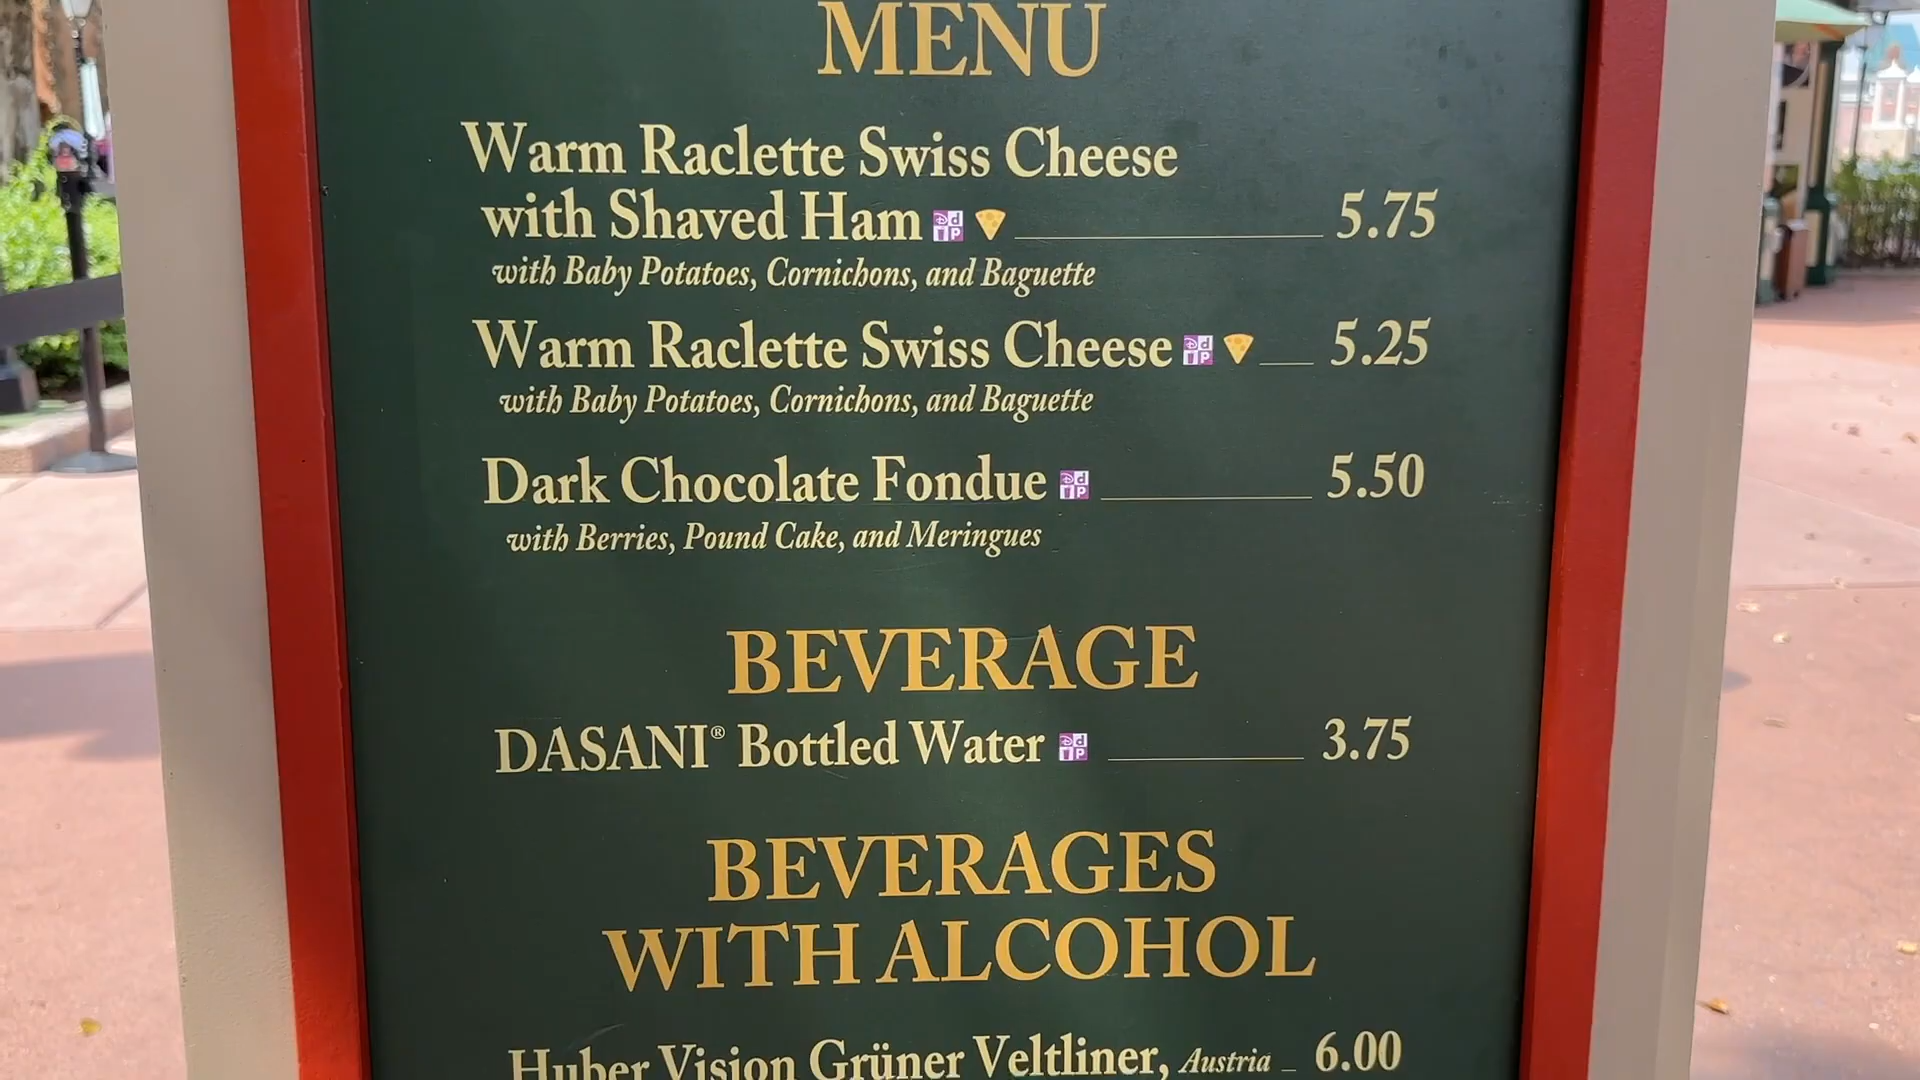 MENU
Warm Raclette Swiss Cheese
with Shaved Ham 5.75
with Baby Potatoes, Cornichons, and Baguette
Warm Raclette Swiss Cheese 5.25
with Baby Potatoes, Cornichons, and Baguette
Dark Chocolate Fondue 5.50
with Berries, Pound Cake, and Meringues
BEVERAGE
DASANI® Bottled Water 3.75
BEVERAGES
WITH ALCOHOL
Huber Vision Grüner Veltliner, Austria 6.00